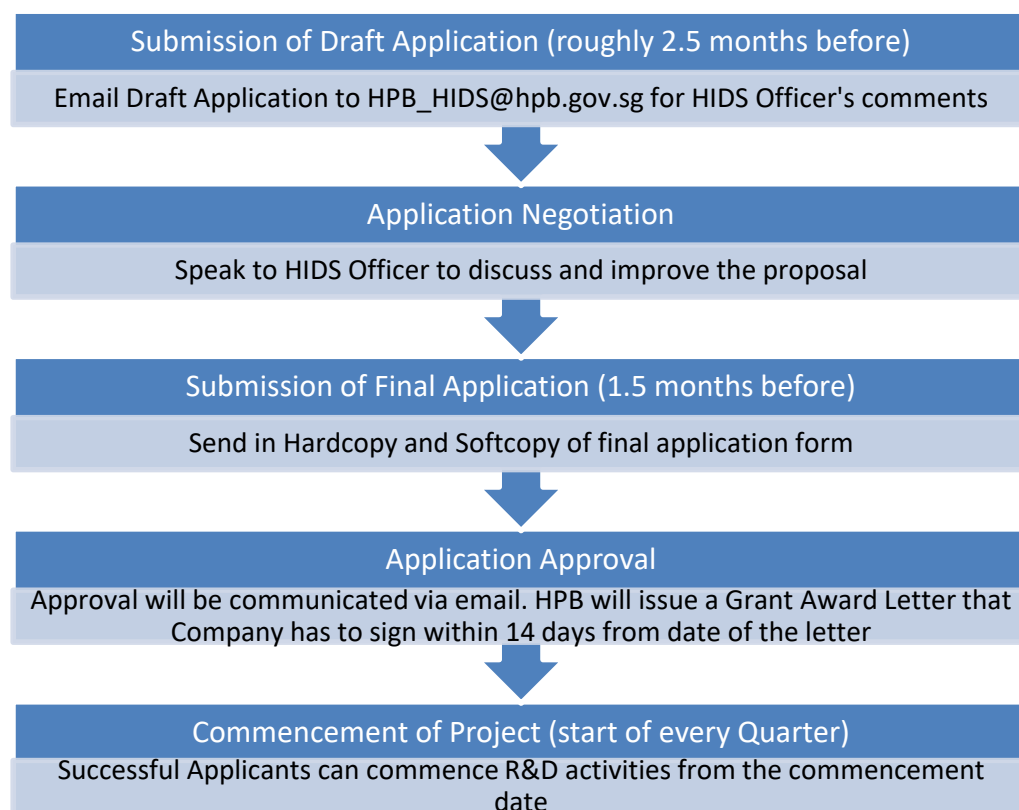 Submission of Draft Application (roughly 2.5 months before)
Email Draft Application to HPB_HIDS@hpb.gov.sg for HIDS Officer's comments
Application Negotiation
Speak to HIDS Officer to discuss and improve the proposal
Submission of Final Application (1.5 months before)
Send in Hardcopy and Softcopy of final application form
Application Approval
Approval will be communicated via email. HPB will issue a Grant Award Letter that
Company has to sign within 14 days from date of the letter
Commencement of Project (start of every Quarter)
Successful Applicants can commence R&D activities from the commencement
date